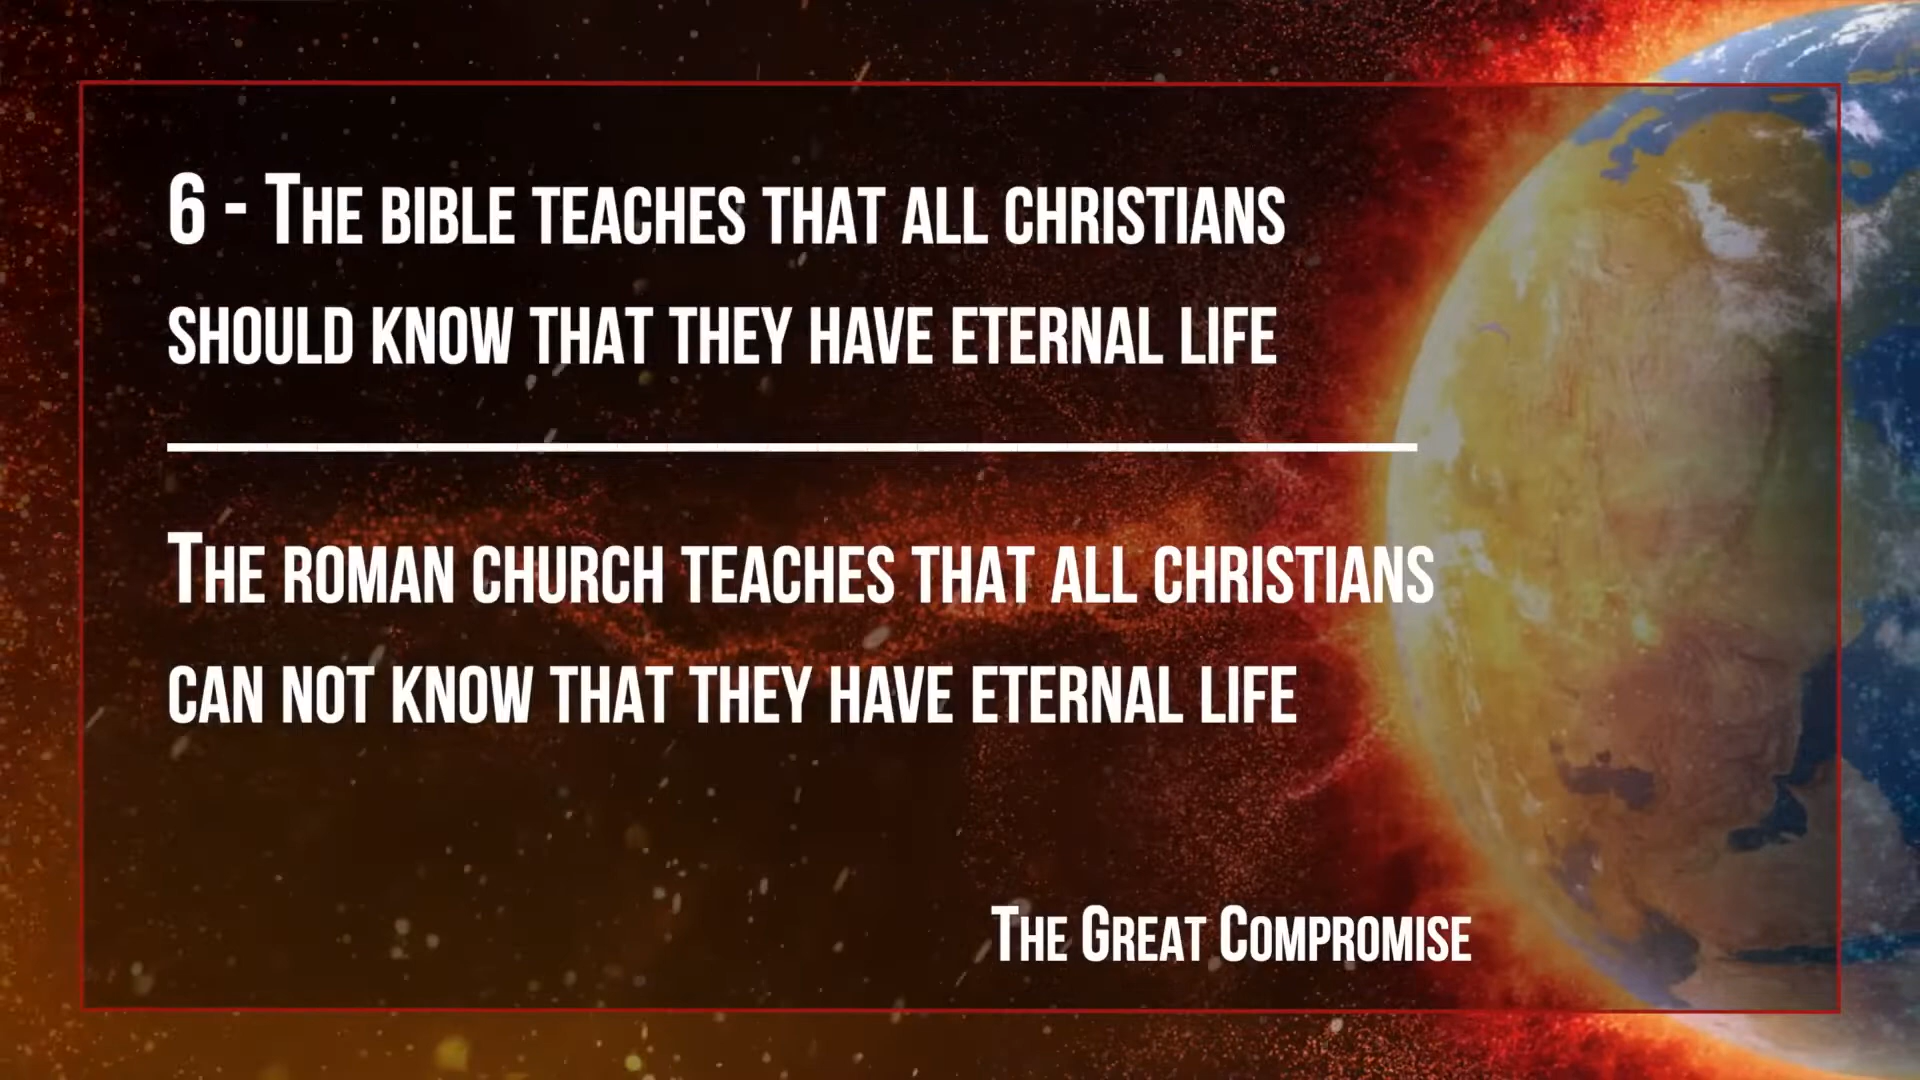 6 - The bible teaches that all christians
should know that they have eternal life
The roman church teaches that all christians
can not know that they have eternal life
The Great Compromise